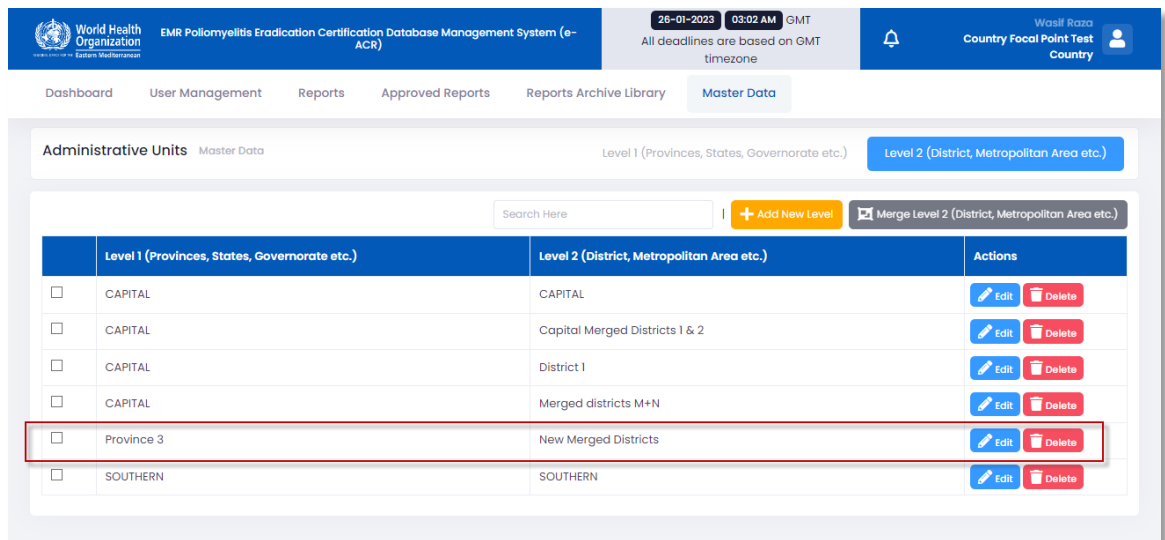 World Health
Organization
Eastern Mediterranean
EMR Poliomyelitis Eradication Certification Database Management System (e-
ACR)
26-01-2023 03:02 AM GMT
All deadlines are based on GMT
timezone
Wasif Raza
Country Focal Point Test
Country
Dashboard User Management Reports Approved Reports Reports Archive Library Master Data
Administrative Units Master Data Level 1 (Provinces, States, Governorate etc.) Level 2 (District, Metropolitan Area etc.)
Search Here | Add New Level Merge Level 2 (District, Metropolitan Area etc.)
Level 1 (Provinces, States, Governorate etc.) Level 2 (District, Metropolitan Area etc.) Actions
CAPITAL CAPITAL Edit Delete
CAPITAL Capital Merged Districts 1 & 2 Edit Delete
CAPITAL District 1 Edit Delete
CAPITAL Merged districts M+N Edit Delete
Province 3 New Merged Districts Edit Delete
SOUTHERN SOUTHERN Edit Delete